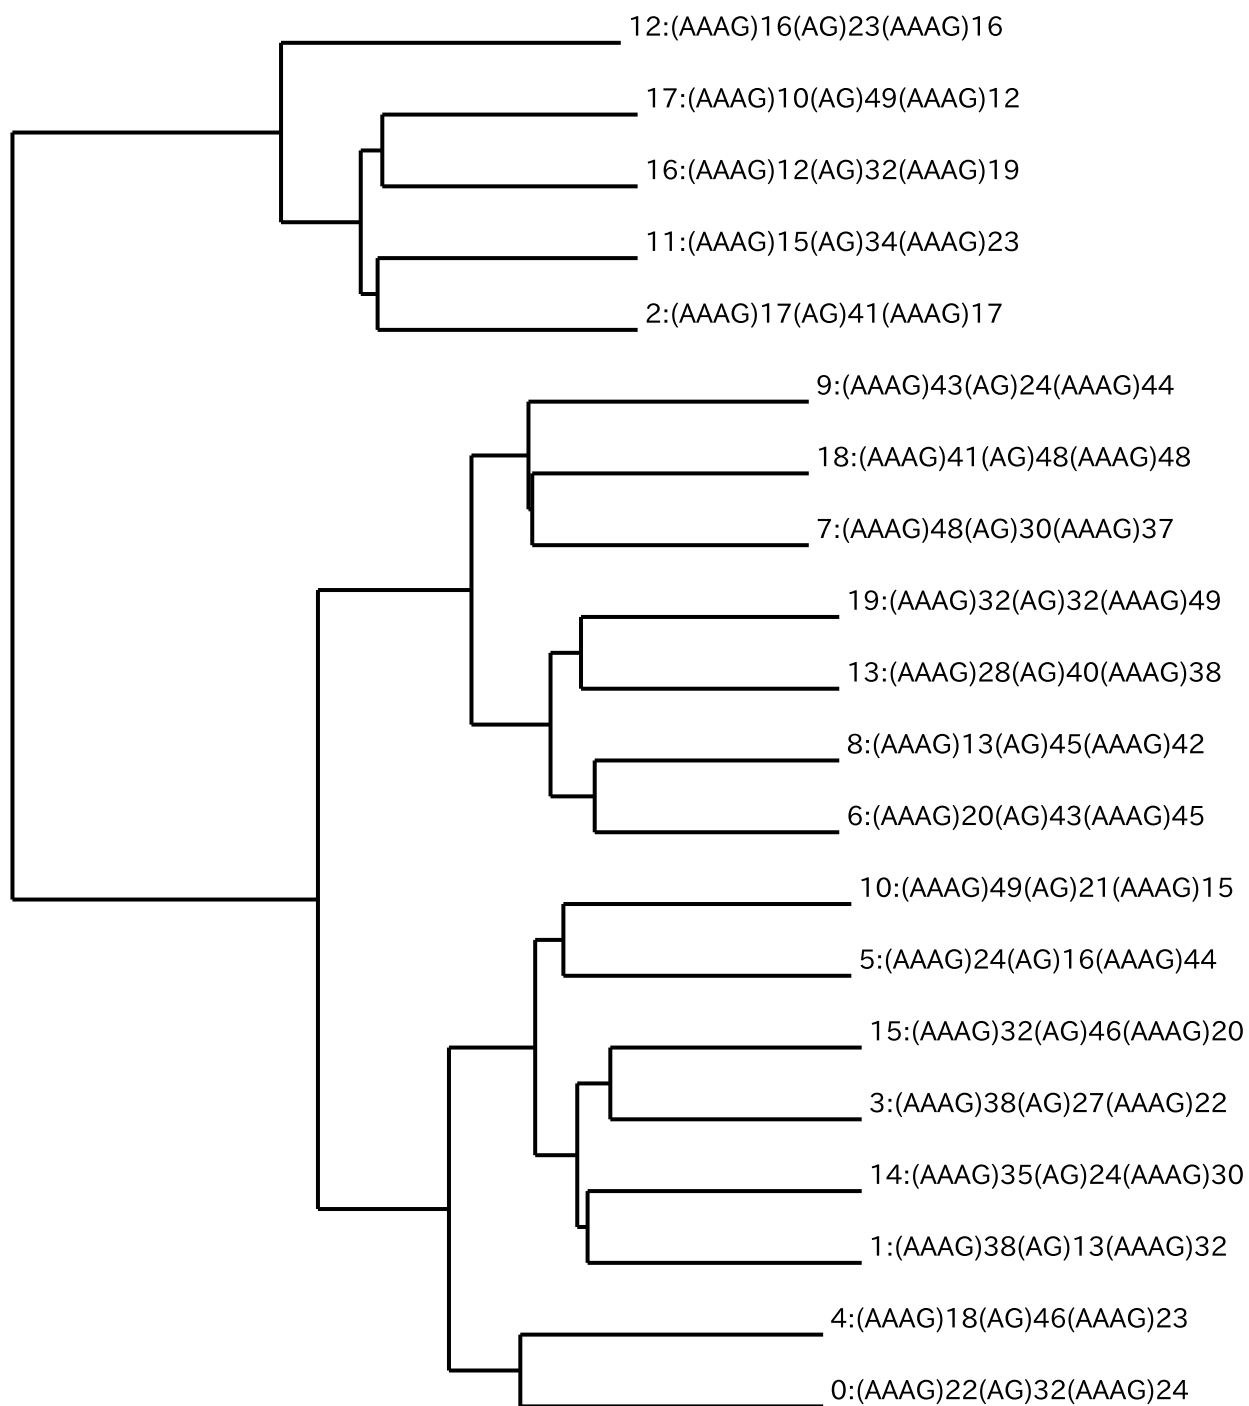 12:(AAAG)16(AG)23(AAAG)16
17:(AAAG)10(AG)49(AAAG)12
16:(AAAG)12(AG)32(AAAG)19
11:(AAAG)15(AG)34(AAAG)23
2:(AAAG)17(AG)41(AAAG)17
9:(AAAG)43(AG)24(AAAG)44
18:(AAAG)41(AG)48(AAAG)48
7:(AAAG)48(AG)30(AAAG)37
19:(AAAG)32(AG)32(AAAG)49
13:(AAAG)28(AG)40(AAAG)38
8:(AAAG)13(AG)45(AAAG)42
6:(AAAG)20(AG)43(AAAG)45
10:(AAAG)49(AG)21(AAAG)15
5:(AAAG)24(AG)16(AAAG)44
15:(AAAG)32(AG)46(AAAG)20
3:(AAAG)38(AG)27(AAAG)22
14:(AAAG)35(AG)24(AAAG)30
1:(AAAG)38(AG)13(AAAG)32
4:(AAAG)18(AG)46(AAAG)23
0:(AAAG)22(AG)32(AAAG)24